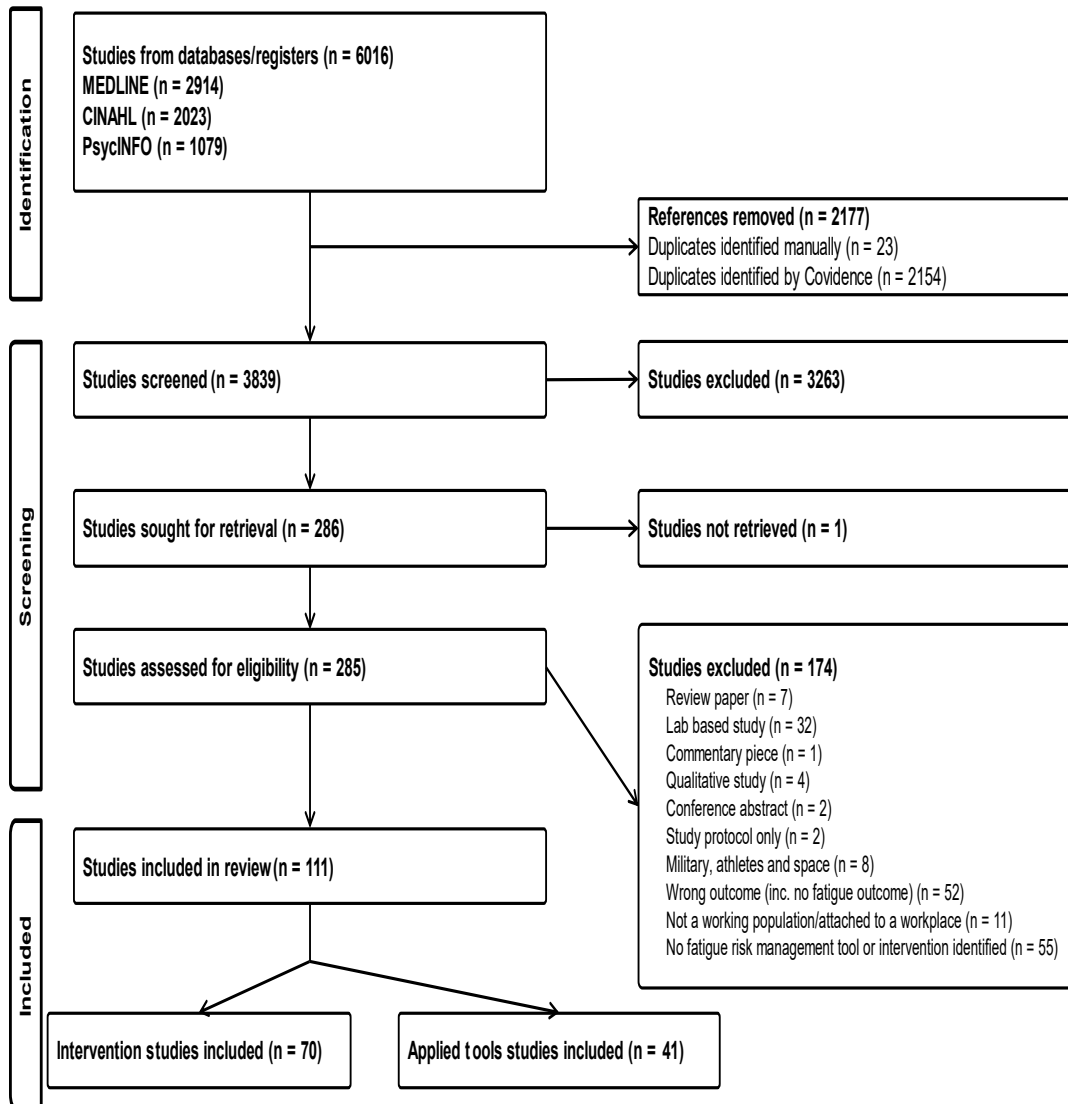 Identification
Studies from databases/registers (n = 6016)
MEDLINE (n = 2914)
CINAHL (n = 2023)
PsycINFO (n = 1079)
References removed (n = 2177)
Duplicates identified manually (n = 23)
Duplicates identified by Covidence (n = 2154)
Screening
Studies screened (n = 3839)
Studies excluded (n = 3263)
Studies sought for retrieval (n = 286)
Studies not retrieved (n = 1)
Studies assessed for eligibility (n = 285)
Studies excluded (n = 174)
Review paper (n = 7)
Lab based study (n = 32)
Commentary piece (n = 1)
Qualitative study (n = 4)
Conference abstract (n = 2)
Study protocol only (n = 2)
Military, athletes and space (n = 8)
Wrong outcome (inc. no fatigue outcome) (n = 52)
Not a working population/attached to a workplace (n = 11)
No fatigue risk management tool or intervention identified (n = 55)
Included
Studies included in review (n = 111)
Intervention studies included (n = 70)
Applied tools studies included (n = 41)